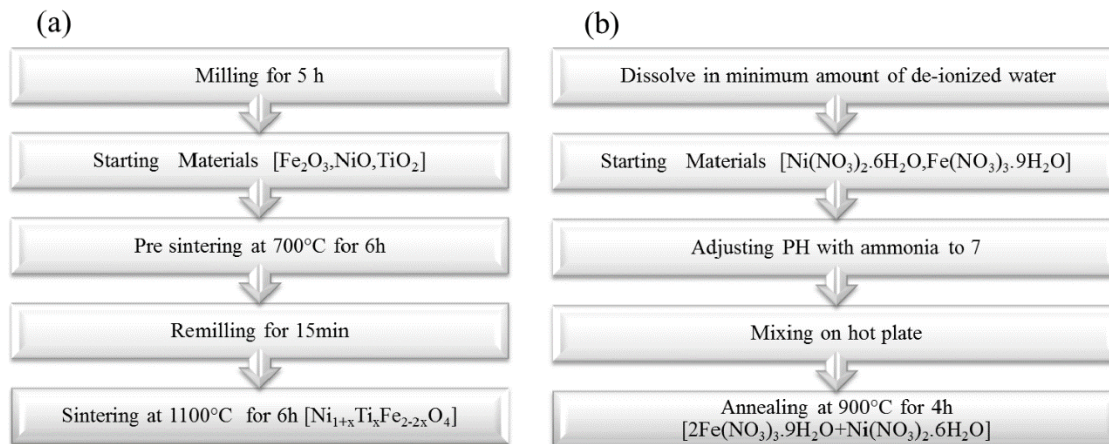 (a)
Milling for 5 h
Starting Materials [Fe₂O₃,NiO,TiO₂]
Pre sintering at 700°C for 6h
Remilling for 15min
Sintering at 1100°C for 6h [Ni₁₊ₓTiₓFe₂₋₂ₓO₄]
(b)
Dissolve in minimum amount of de-ionized water
Starting Materials [Ni(NO₃)₂.6H₂O,Fe(NO₃)₃.9H₂O]
Adjusting PH with ammonia to 7
Mixing on hot plate
Annealing at 900°C for 4h
[2Fe(NO₃)₃.9H₂O+Ni(NO₃)₂.6H₂O]